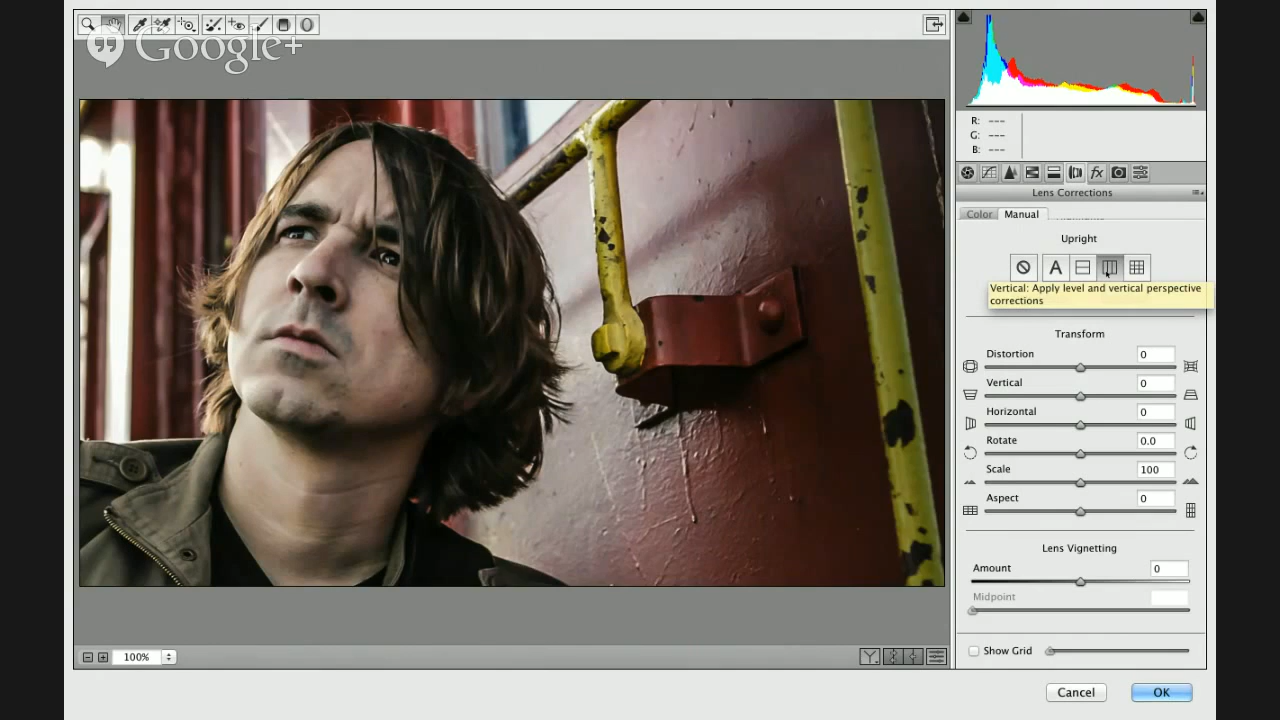 Google+
R: ---
G: ---
B: ---
Lens Corrections
Color Manual
Upright
A
Vertical: Apply level and vertical perspective
corrections
Transform
Distortion 0
Vertical 0
Horizontal 0
Rotate 0.0
Scale 100
Aspect 0
Lens Vignetting
Amount 0
Midpoint
Show Grid
100%
Cancel OK